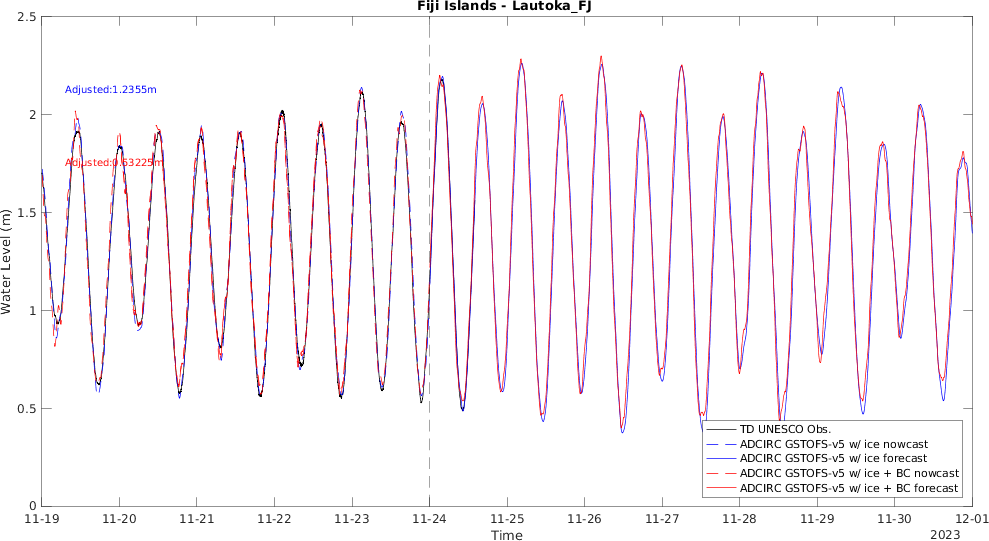 Fiji Islands - Lautoka_FJ
2.5
2
1.5
1
0.5
0
Water Level (m)
Adjusted:1.2355m
Adjusted:0.63225m
TD UNESCO Obs.
ADCIRC GSTOFS-v5 w/ ice nowcast
ADCIRC GSTOFS-v5 w/ ice forecast
ADCIRC GSTOFS-v5 w/ ice + BC nowcast
ADCIRC GSTOFS-v5 w/ ice + BC forecast
11-19 11-20 11-21 11-22 11-23 11-24 11-25 11-26 11-27 11-28 11-29 11-30 12-01
Time
2023